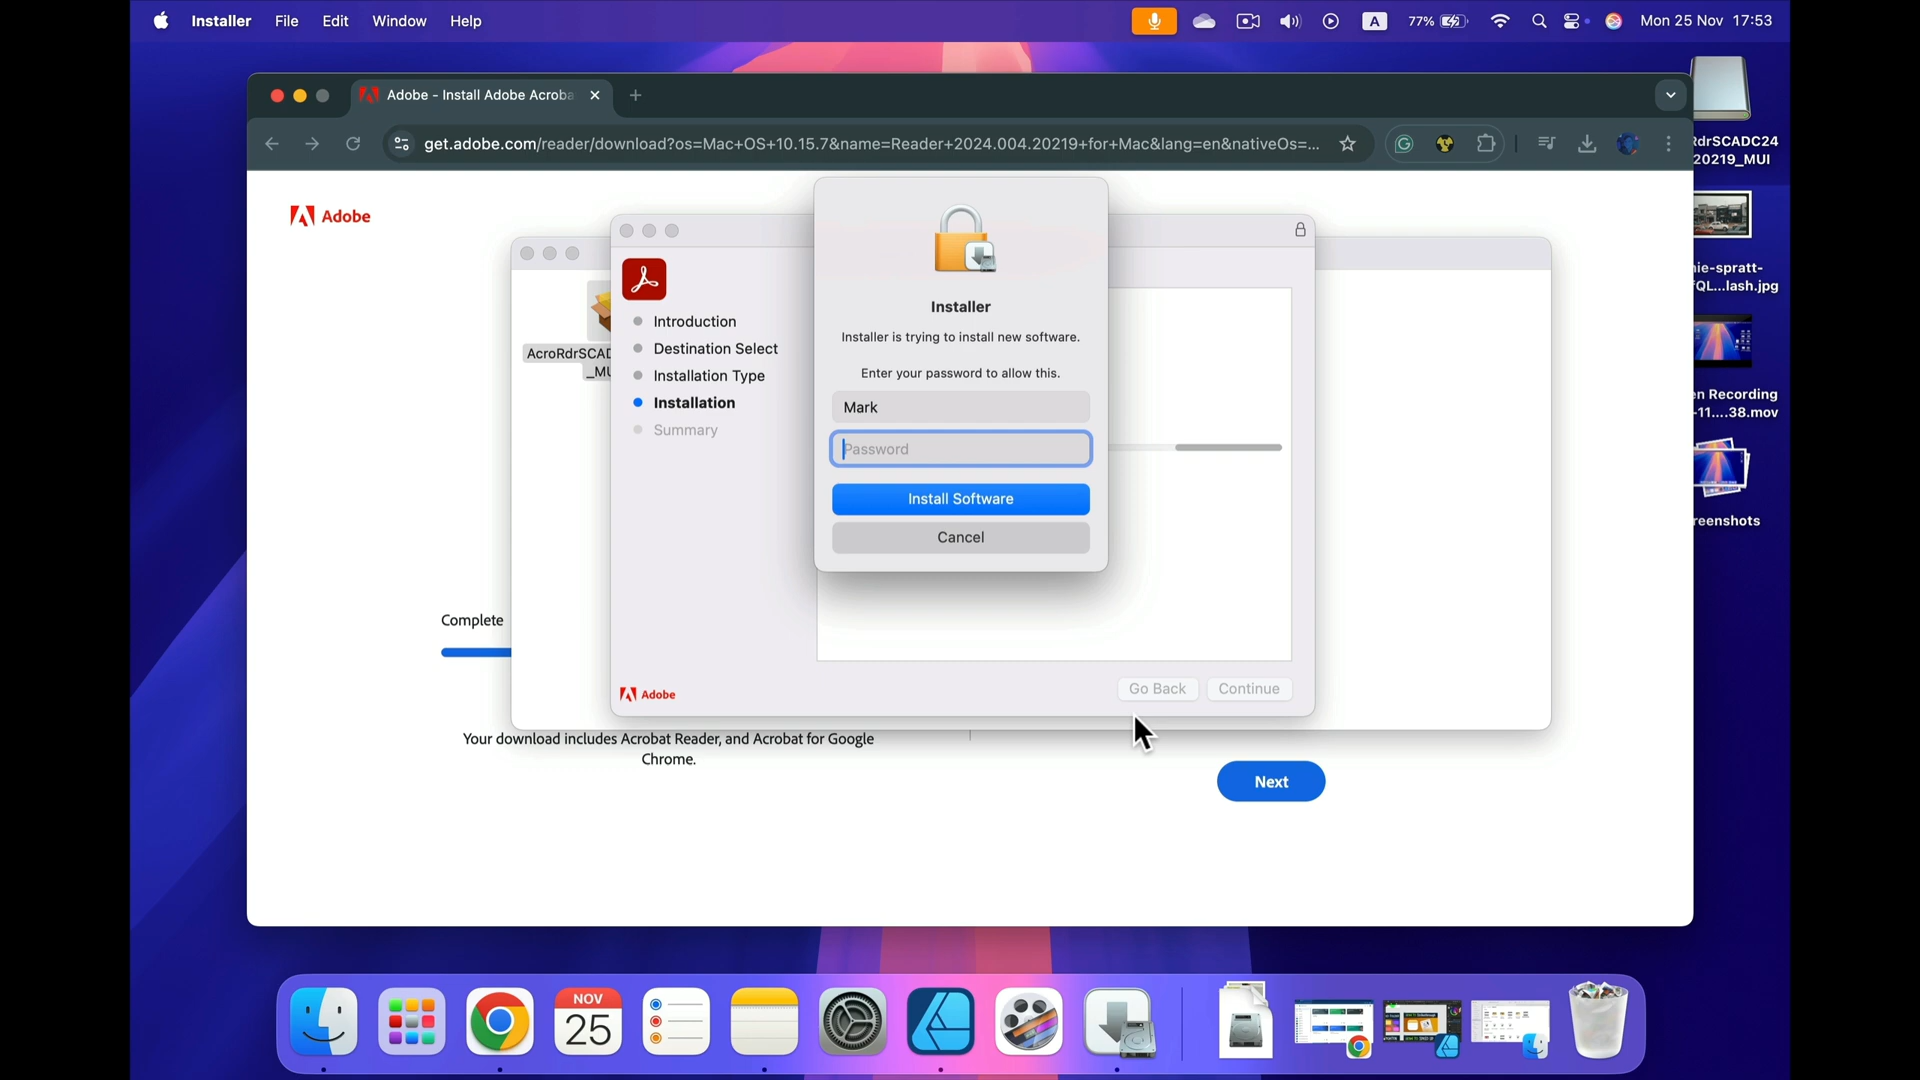 Installer File Edit Window Help
A 77% Mon 25 Nov 17:53
Adobe - Install Adobe Acroba
get.adobe.com/reader/download?os=Mac+OS+10.15.7&name=Reader+2024.004.20219+for+Mac&lang=en&nativeOs=...
rdrSCADC24
20219_MUI
nie-spratt-
FQL...lash.jpg
en Recording
-11....38.mov
reenshots
Adobe
AcroRdrSCAD
_MU
Introduction
Destination Select
Installation Type
Installation
Summary
Adobe
Installer
Installer is trying to install new software.
Enter your password to allow this.
Mark
Password
Install Software
Cancel
Go Back Continue
Complete
Your download includes Acrobat Reader, and Acrobat for Google
Chrome.
Next
NOV
25